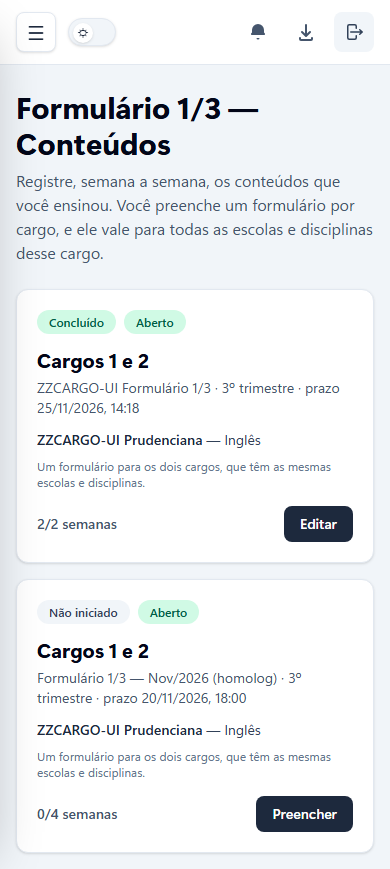 Formulário 1/3 —
Conteúdos
Registre, semana a semana, os conteúdos que
você ensinou. Você preenche um formulário por
cargo, e ele vale para todas as escolas e disciplinas
desse cargo.
Concluído
Aberto
Cargos 1 e 2
ZZCARGO-UI Formulário 1/3 · 3º trimestre · prazo
25/11/2026, 14:18
ZZCARGO-UI Prudenciana — Inglês
Um formulário para os dois cargos, que têm as mesmas
escolas e disciplinas.
2/2 semanas
Editar
Não iniciado
Aberto
Cargos 1 e 2
Formulário 1/3 — Nov/2026 (homolog) · 3º
trimestre · prazo 20/11/2026, 18:00
ZZCARGO-UI Prudenciana — Inglês
Um formulário para os dois cargos, que têm as mesmas
escolas e disciplinas.
0/4 semanas
Preencher